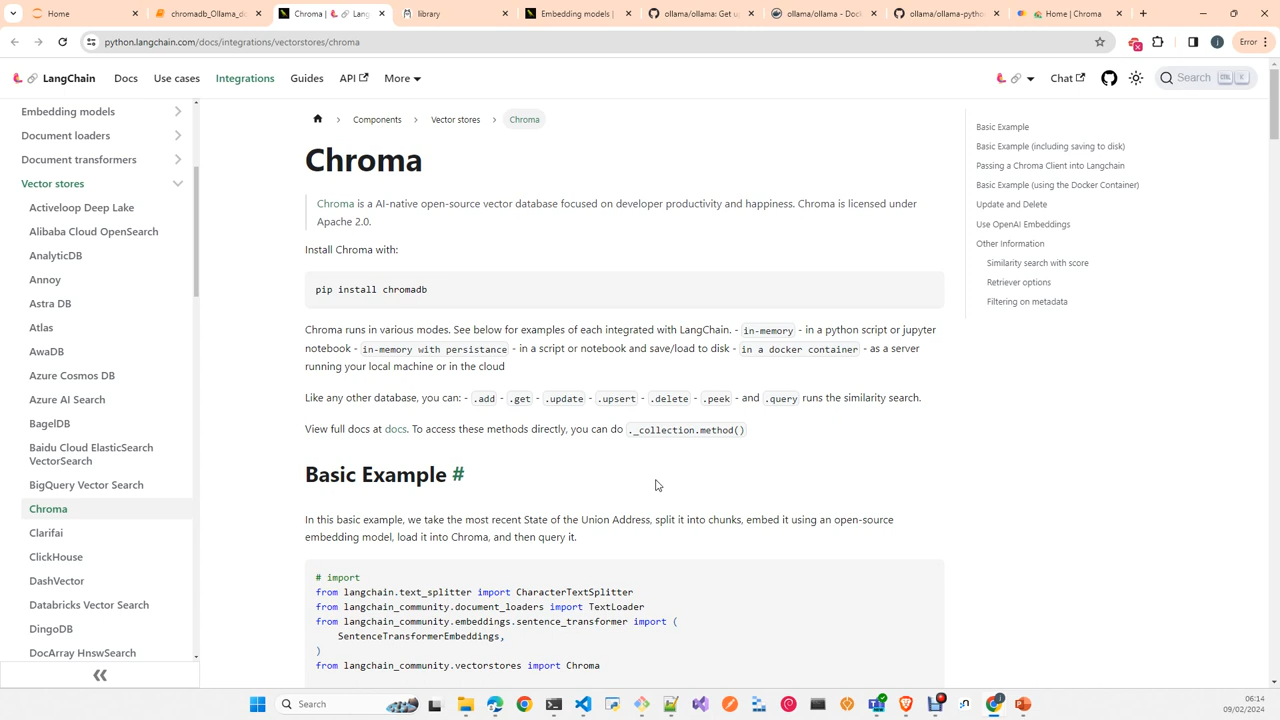 Home
chromadb_Ollama_do
Chroma | 🦜️🔗 Lang
library
Embedding models |
ollama/ollama: Get up
ollama/ollama - Dock
ollama/ollama-python
Home | Chroma
python.langchain.com/docs/integrations/vectorstores/chroma
Error
LangChain
Docs
Use cases
Integrations
Guides
API
More
Chat
Search
Ctrl K
Embedding models
Document loaders
Document transformers
Vector stores
Activeloop Deep Lake
Alibaba Cloud OpenSearch
AnalyticDB
Annoy
Astra DB
Atlas
AwaDB
Azure Cosmos DB
Azure AI Search
BagelDB
Baidu Cloud ElasticSearch
VectorSearch
BigQuery Vector Search
Chroma
Clarifai
ClickHouse
DashVector
Databricks Vector Search
DingoDB
DocArray HnswSearch
Components
Vector stores
Chroma
Chroma
Chroma is a AI-native open-source vector database focused on developer productivity and happiness. Chroma is licensed under
Apache 2.0.
Install Chroma with:
pip install chromadb
Chroma runs in various modes. See below for examples of each integrated with LangChain. - in-memory - in a python script or jupyter
notebook - in-memory with persistance - in a script or notebook and save/load to disk - in a docker container - as a server
running your local machine or in the cloud
Like any other database, you can: - .add - .get - .update - .upsert - .delete - .peek - and .query runs the similarity search.
View full docs at docs. To access these methods directly, you can do ._collection.method()
Basic Example #
In this basic example, we take the most recent State of the Union Address, split it into chunks, embed it using an open-source
embedding model, load it into Chroma, and then query it.
# import
from langchain.text_splitter import CharacterTextSplitter
from langchain_community.document_loaders import TextLoader
from langchain_community.embeddings.sentence_transformer import (
SentenceTransformerEmbeddings,
)
from langchain_community.vectorstores import Chroma
Basic Example
Basic Example (including saving to disk)
Passing a Chroma Client into Langchain
Basic Example (using the Docker Container)
Update and Delete
Use OpenAI Embeddings
Other Information
Similarity search with score
Retriever options
Filtering on metadata
Search
06:14
09/02/2024